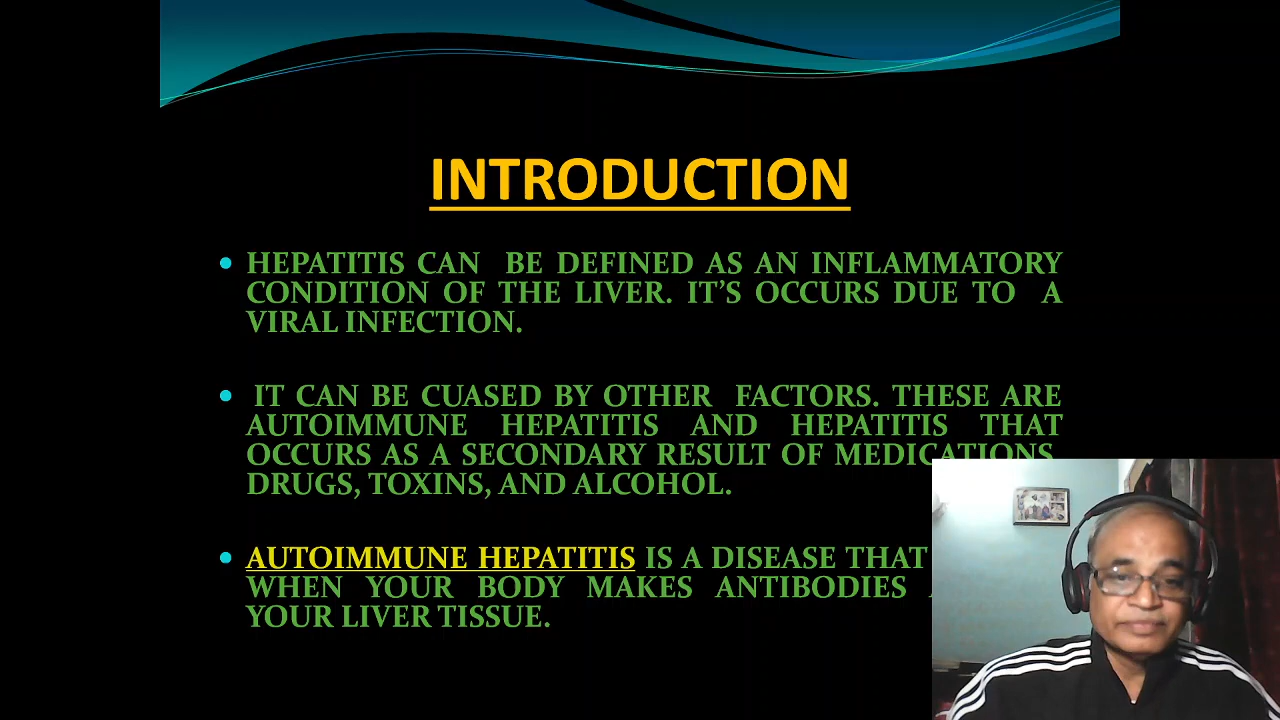 INTRODUCTION
• HEPATITIS CAN BE DEFINED AS AN INFLAMMATORY
CONDITION OF THE LIVER. IT'S OCCURS DUE TO A
VIRAL INFECTION.
• IT CAN BE CUASED BY OTHER FACTORS. THESE ARE
AUTOIMMUNE HEPATITIS AND HEPATITIS THAT
OCCURS AS A SECONDARY RESULT OF MEDICATIONS,
DRUGS, TOXINS, AND ALCOHOL.
• AUTOIMMUNE HEPATITIS IS A DISEASE THAT
WHEN YOUR BODY MAKES ANTIBODIES
YOUR LIVER TISSUE.